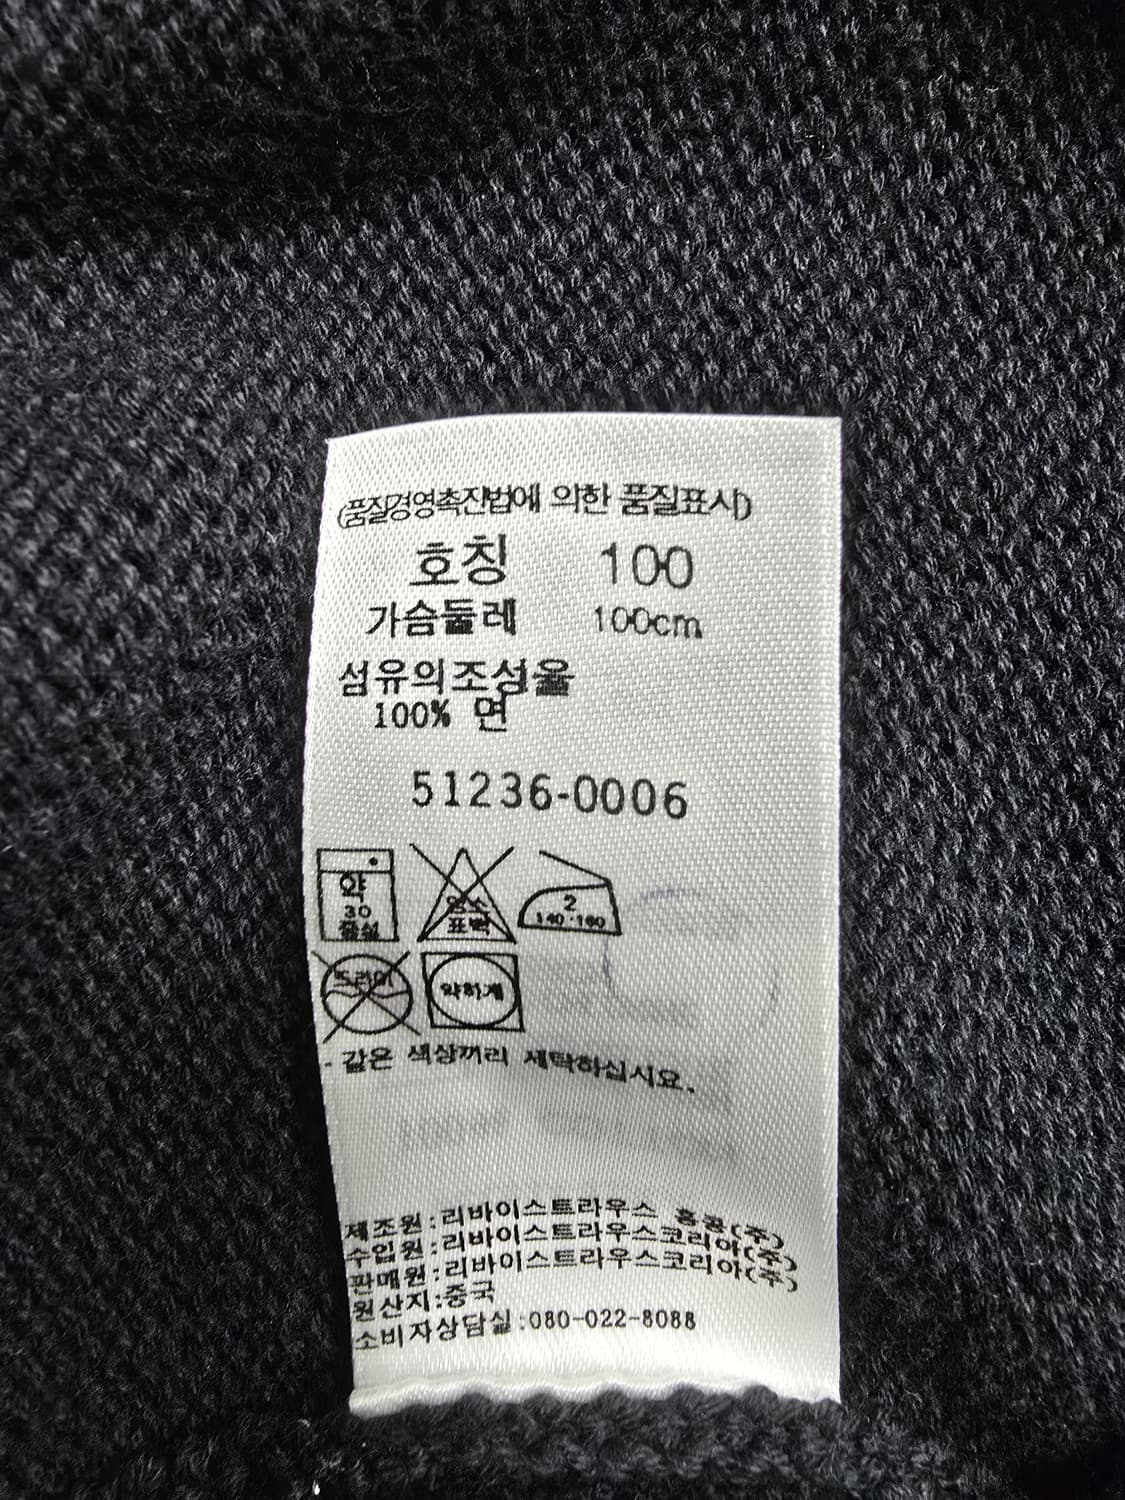 (품질경영촉진법에 의한 품질표시)
호칭 100
가슴둘레 100cm
섬유의조성율
100% 면
51236-0006
약
30
중성
염소
표백
2
140·160
드라이
약하게
- 같은 색상끼리 세탁하십시요.
제조원:리바이스트라우스 홍콩(주)
수입원:리바이스트라우스코리아(주)
판매원:리바이스트라우스코리아(주)
원산지:중국
소비자상담실:080-022-8088